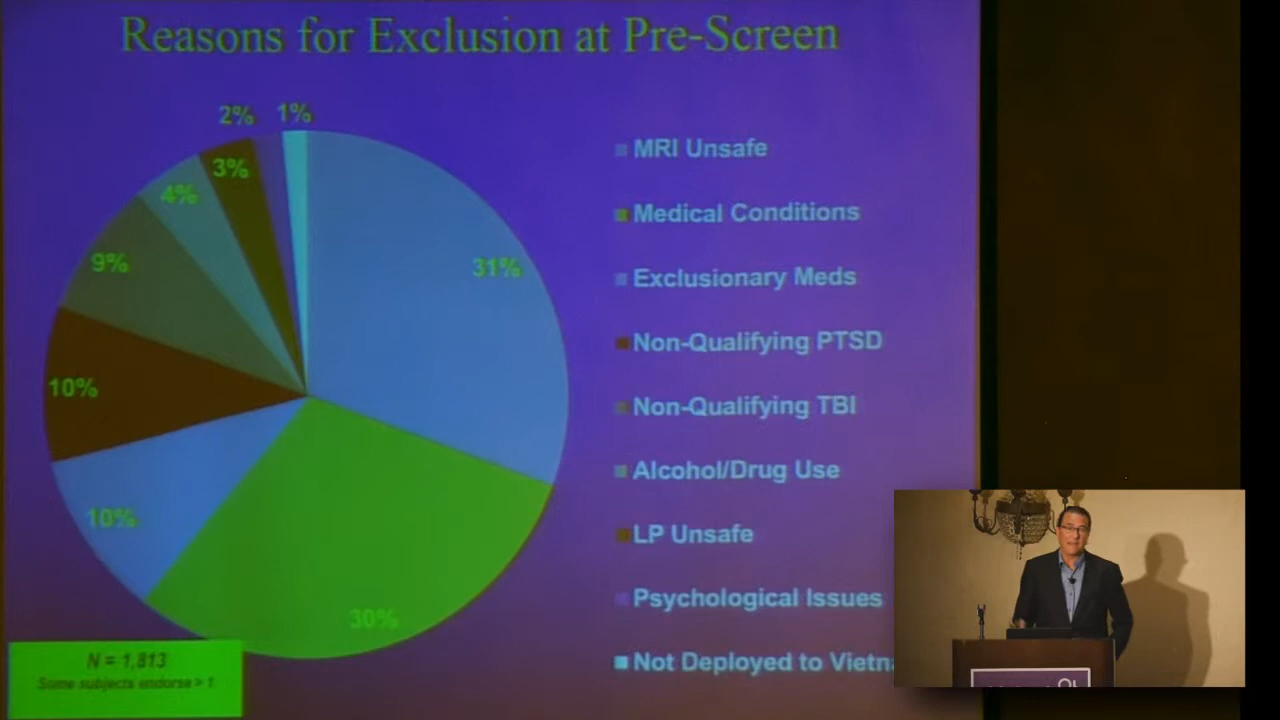 Reasons for Exclusion at Pre-Screen
2% 1%
3%
4%
9%
31%
10%
10%
30%
MRI Unsafe
Medical Conditions
Exclusionary Meds
Non-Qualifying PTSD
Non-Qualifying TBI
Alcohol/Drug Use
LP Unsafe
Psychological Issues
Not Deployed to Vietna
N = 1,813
Some subjects endorse > 1